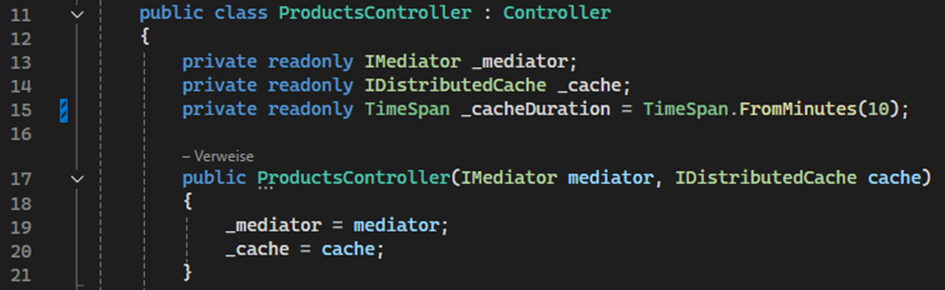 11 public class ProductsController : Controller
12 {
13 private readonly IMediator _mediator;
14 private readonly IDistributedCache _cache;
15 private readonly TimeSpan _cacheDuration = TimeSpan.FromMinutes(10);
16
– Verweise
17 public ProductsController(IMediator mediator, IDistributedCache cache)
18 {
19 _mediator = mediator;
20 _cache = cache;
21 }